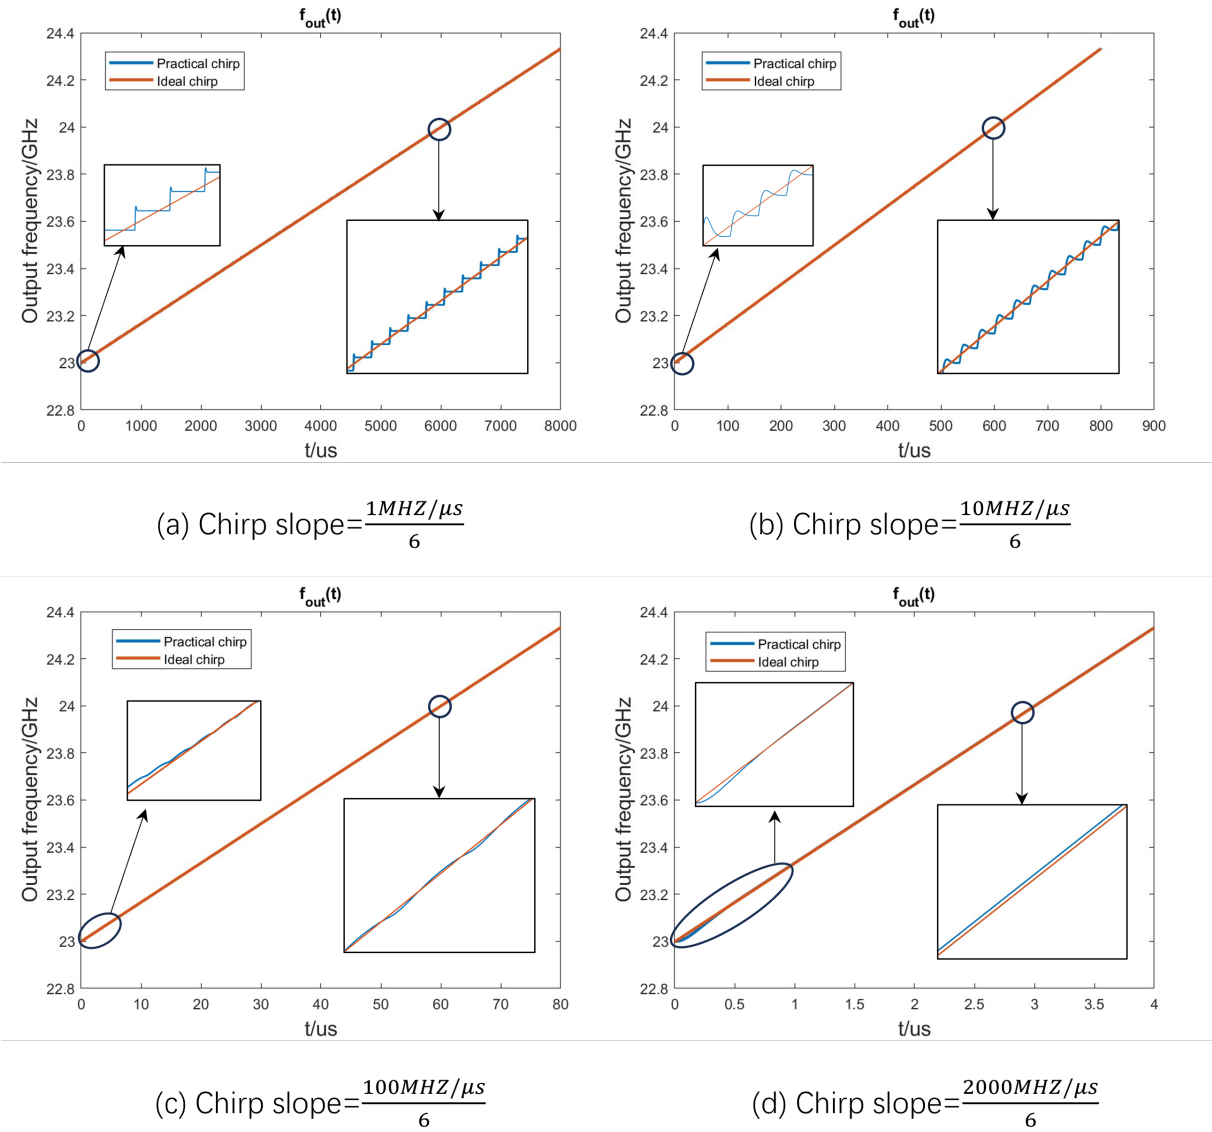 f_out(t)
24.4
24.2
24
23.8
23.6
23.4
23.2
23
22.8
Output frequency/GHz
Practical chirp
Ideal chirp
0 1000 2000 3000 4000 5000 6000 7000 8000
t/us
(a) Chirp slope=1MHZ/μs/6
f_out(t)
24.4
24.2
24
23.8
23.6
23.4
23.2
23
22.8
Output frequency/GHz
Practical chirp
Ideal chirp
0 100 200 300 400 500 600 700 800 900
t/us
(b) Chirp slope=10MHZ/μs/6
f_out(t)
24.4
24.2
24
23.8
23.6
23.4
23.2
23
22.8
Output frequency/GHz
Practical chirp
Ideal chirp
0 10 20 30 40 50 60 70 80
t/us
(c) Chirp slope=100MHZ/μs/6
f_out(t)
24.4
24.2
24
23.8
23.6
23.4
23.2
23
22.8
Output frequency/GHz
Practical chirp
Ideal chirp
0 0.5 1 1.5 2 2.5 3 3.5 4
t/us
(d) Chirp slope=2000MHZ/μs/6